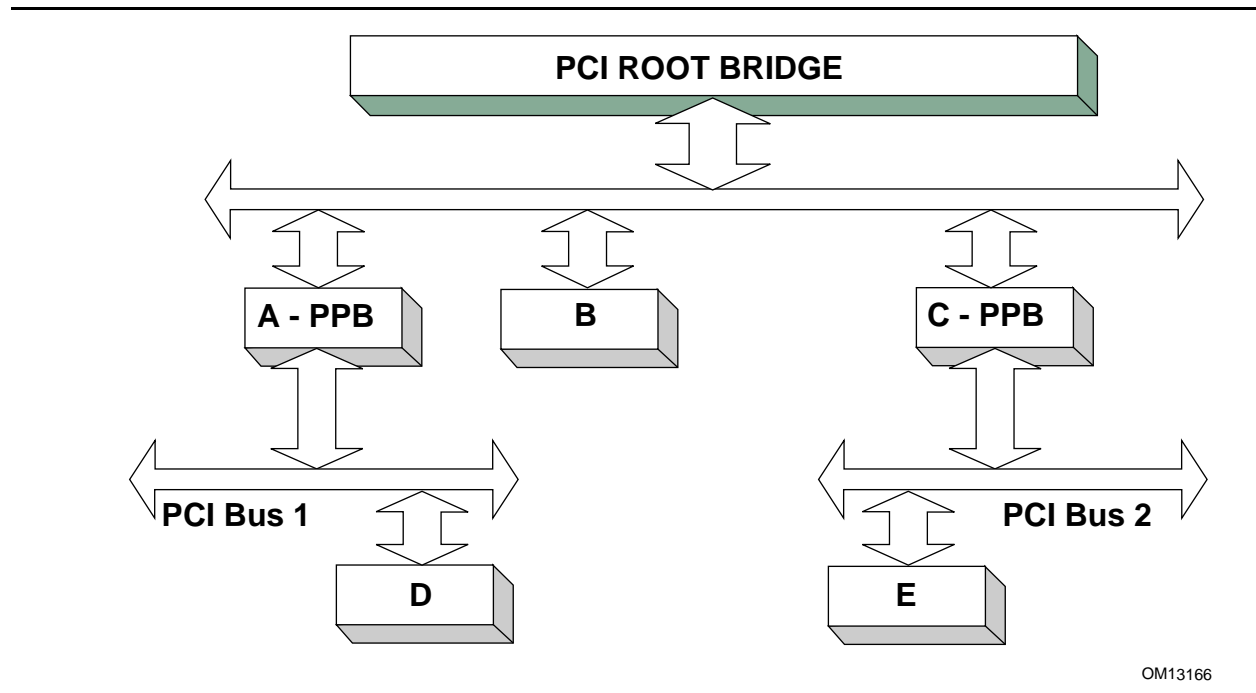 PCI ROOT BRIDGE
A - PPB
B
C - PPB
PCI Bus 1
PCI Bus 2
D
E
OM13166